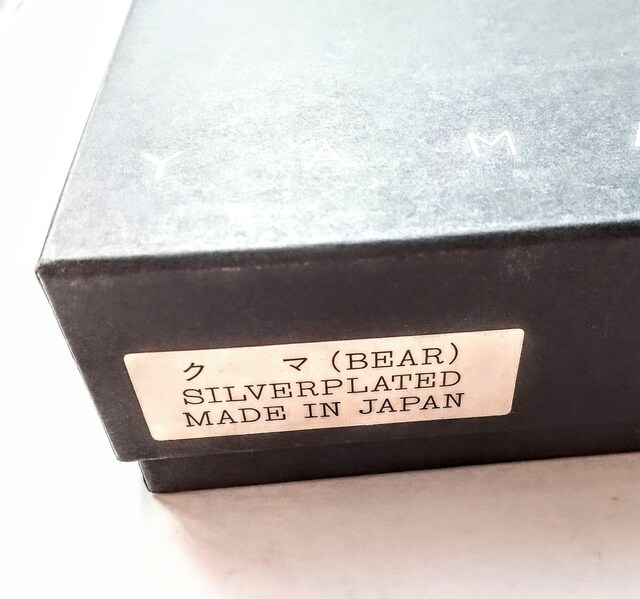 Y A M
ク マ (BEAR)
SILVERPLATED
MADE IN JAPAN